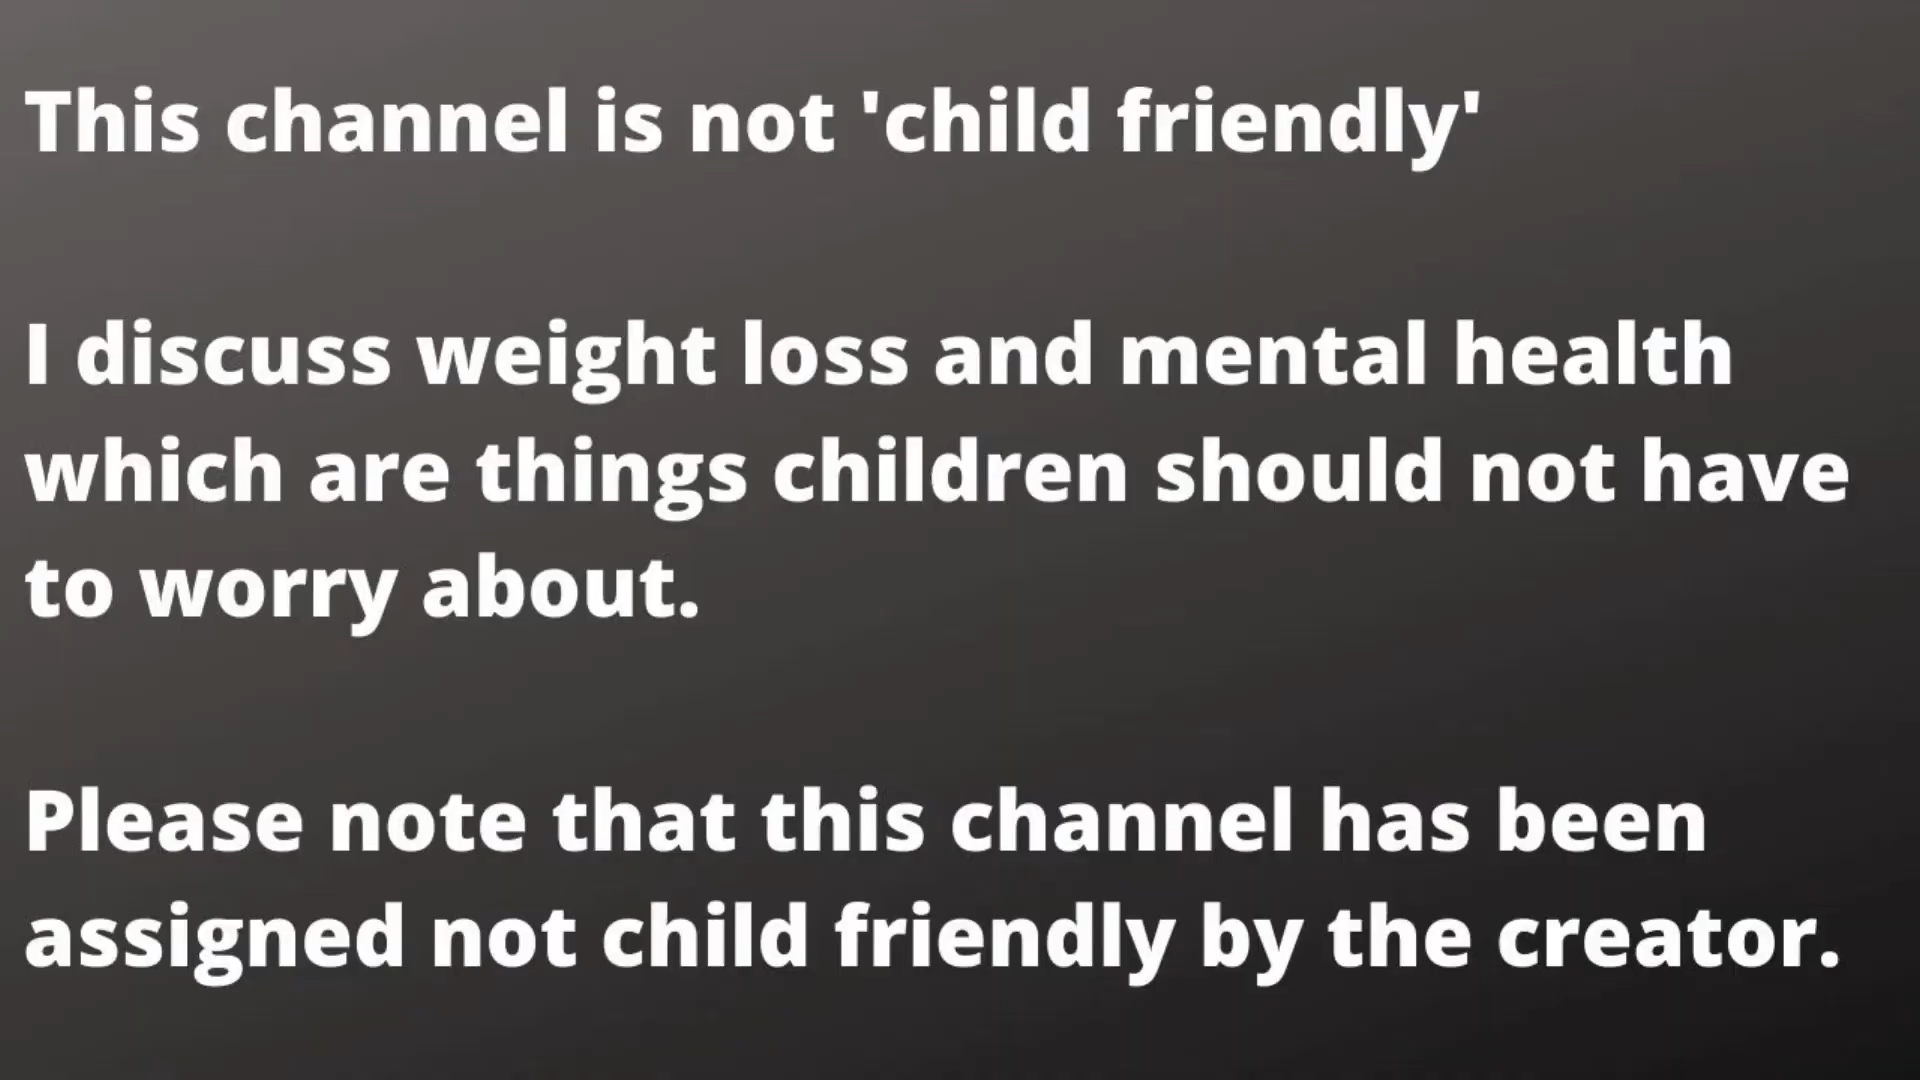 This channel is not 'child friendly'
I discuss weight loss and mental health
which are things children should not have
to worry about.
Please note that this channel has been
assigned not child friendly by the creator.